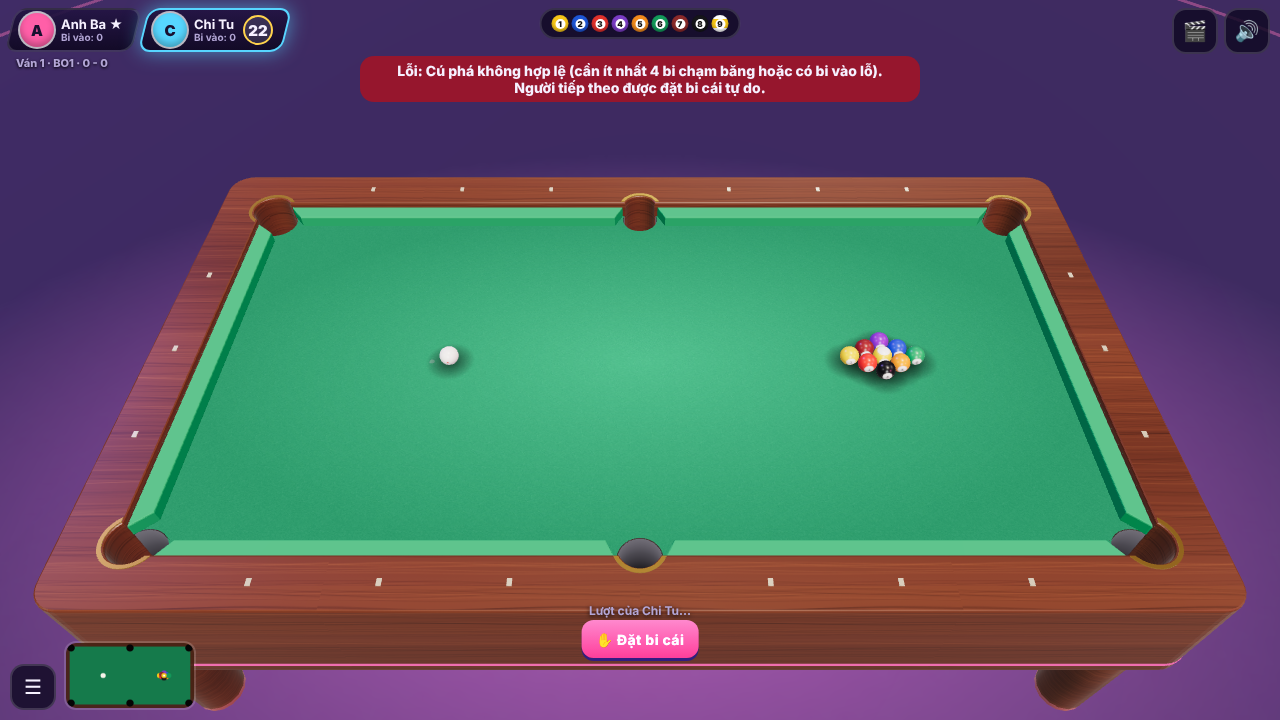 A
Anh Ba ★
Bi vào: 0
C
Chi Tu
Bi vào: 0
22
1 2 3 4 5 6 7 8 9
Ván 1 · BO1 · 0 - 0
Lỗi: Cú phá không hợp lệ (cần ít nhất 4 bi chạm băng hoặc có bi vào lỗ).
Người tiếp theo được đặt bi cái tự do.
Lượt của Chi Tu...
✋ Đặt bi cái